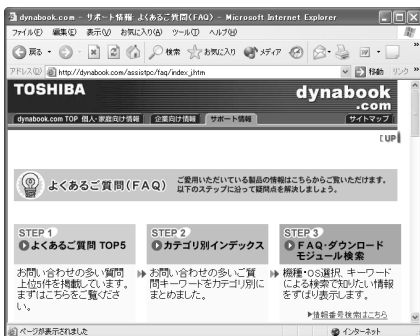 dynabook.com - サポート情報 よくあるご質問(FAQ) - Microsoft Internet Explorer
ファイル(F) 編集(E) 表示(V) お気に入り(A) ツール(T) ヘルプ(H)
戻る 検索 お気に入り メディア
アドレス(D) http://dynabook.com/assistpc/faq/index_j.htm 移動 リンク
TOSHIBA dynabook.com
dynabook.com TOP 個人・家庭向け情報 企業向け情報 サポート情報 サイトマップ
[UP]
よくあるご質問(FAQ)
ご愛用いただいている製品の情報はこちらからご覧いただけます。
以下のステップに沿って疑問点を解決しましょう。
STEP 1
よくあるご質問 TOP5
お問い合わせの多い質問
上位5件を掲載しています。
まずはこちらをご覧くださ
い。
STEP 2
カテゴリ別インデックス
お問い合わせの多いご質
問キーワードをカテゴリ別に
まとめました。
STEP 3
FAQ・ダウンロード
モジュール検索
機種・OS選択、キーワード
による検索で知りたい情報
をずばり表示します。
情報番号検索はこちら
ページが表示されました インターネット